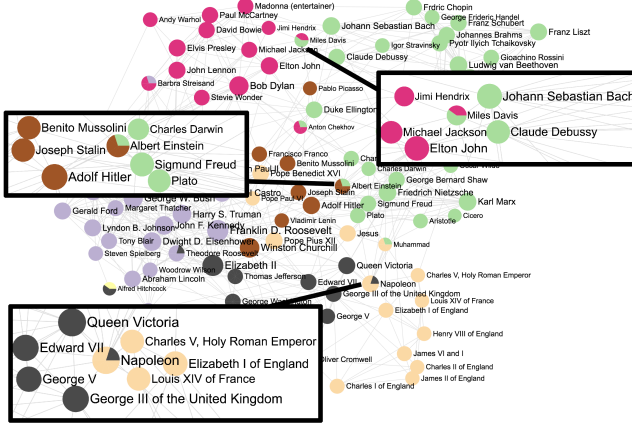 Madonna (entertainer)
Frdric Chopin
Andy Warhol
Paul McCartney
George Frideric Handel
David Bowie
Jimi Hendrix
Johann Sebastian Bach
Franz Schubert
Miles Davis
Johannes Brahms
Franz Liszt
Elvis Presley
Michael Jackson
Igor Stravinsky
Pyotr Ilyich Tchaikovsky
Claude Debussy
Gioachino Rossini
John Lennon
Elton John
Ludwig van Beethoven
Barbra Streisand
Bob Dylan
Pablo Picasso
Stevie Wonder
Duke Ellington
Anton Chekhov
Jimi Hendrix
Johann Sebastian Bach
Miles Davis
Michael Jackson
Claude Debussy
Elton John
Benito Mussolini
Charles Darwin
Joseph Stalin
Albert Einstein
Sigmund Freud
Adolf Hitler
Plato
Francisco Franco
Benito Mussolini
Charles Darwin
Pope Benedict XVI
George Bernard Shaw
Albert Einstein
Joseph Stalin
Friedrich Nietzsche
Castro
Pope Paul VI
Karl Marx
George W. Bush
Adolf Hitler
Sigmund Freud
Gerald Ford
Margaret Thatcher
Harry S. Truman
Plato
Cicero
Vladimir Lenin
Aristotle
Lyndon B. Johnson
John F. Kennedy
Franklin D. Roosevelt
Jesus
Tony Blair
Dwight D. Eisenhower
Pope Pius XII
Muhammad
Steven Spielberg
Theodore Roosevelt
Winston Churchill
Woodrow Wilson
Elizabeth II
Queen Victoria
Abraham Lincoln
Thomas Jefferson
Charles V, Holy Roman Emperor
Alfred Hitchcock
Edward VII
Napoleon
George III of the United Kingdom
George Washington
Louis XIV of France
Elizabeth I of England
George V
Henry VIII of England
Oliver Cromwell
James VI and I
Charles II of England
James II of England
Charles I of England
Queen Victoria
Charles V, Holy Roman Emperor
Edward VII
Napoleon
Elizabeth I of England
George V
Louis XIV of France
George III of the United Kingdom